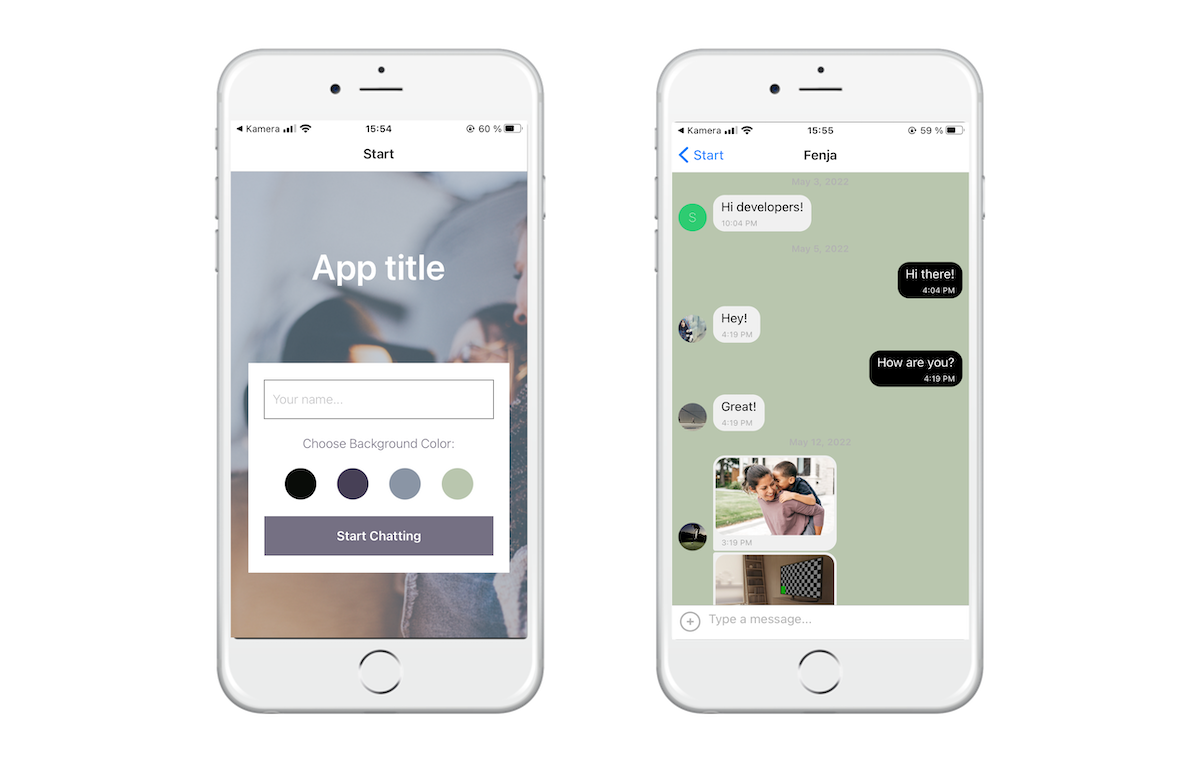 Kamera 15:54 60 %
Start
App title
Your name...
Choose Background Color:
Start Chatting
Kamera 15:55 59 %
Start Fenja
May 3, 2022
S
Hi developers!
10:04 PM
May 6, 2022
Hi there!
4:04 PM
Hey!
4:19 PM
How are you?
4:19 PM
Great!
4:19 PM
May 12, 2022
3:19 PM
Type a message...